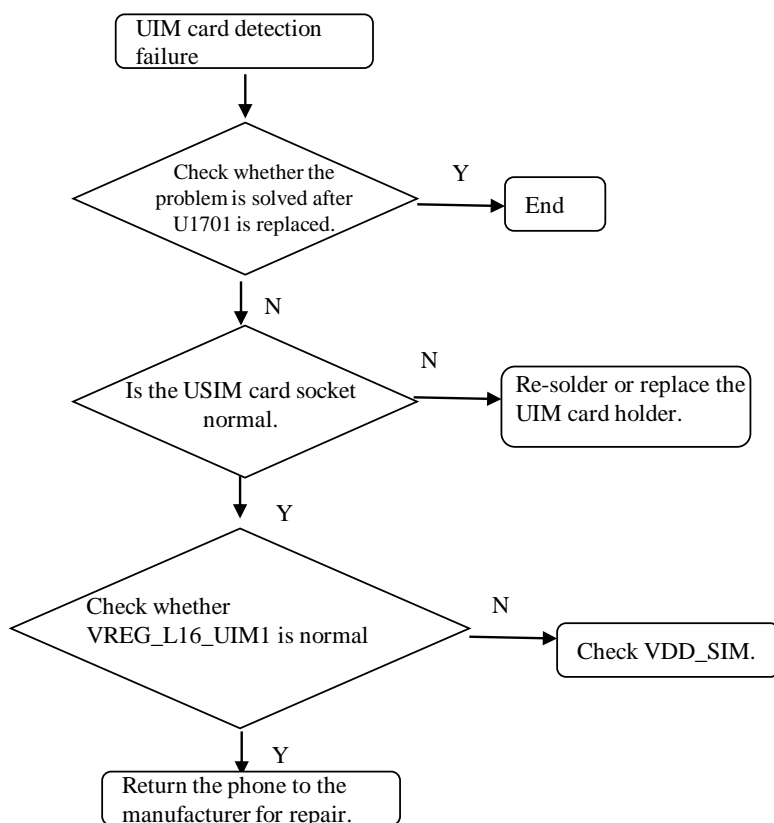 UIM card detection
failure
Check whether the
problem is solved after
U1701 is replaced.
Y
End
N
Is the USIM card socket
normal.
N
Re-solder or replace the
UIM card holder.
Y
Check whether
VREG_L16_UIM1 is normal
N
Check VDD_SIM.
Y
Return the phone to the
manufacturer for repair.